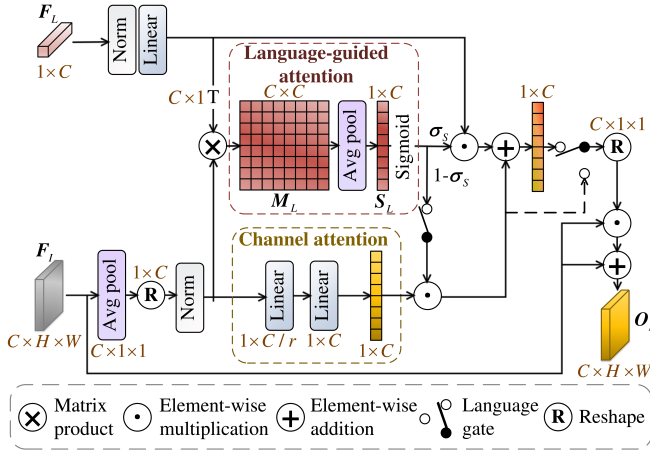 F_L
1×C
Norm
Linear
C×1 T
Language-guided
attention
C×C
M_L
Avg pool
1×C
S_L
Sigmoid
σ_S
1-σ_S
1×C
C×1×1
R
F_I
C×H×W
Avg pool
C×1×1
1×C
R
Norm
Channel attention
Linear
1×C/r
Linear
1×C
1×C
C×H×W
Matrix
product
Element-wise
multiplication
Element-wise
addition
Language
gate
R
Reshape